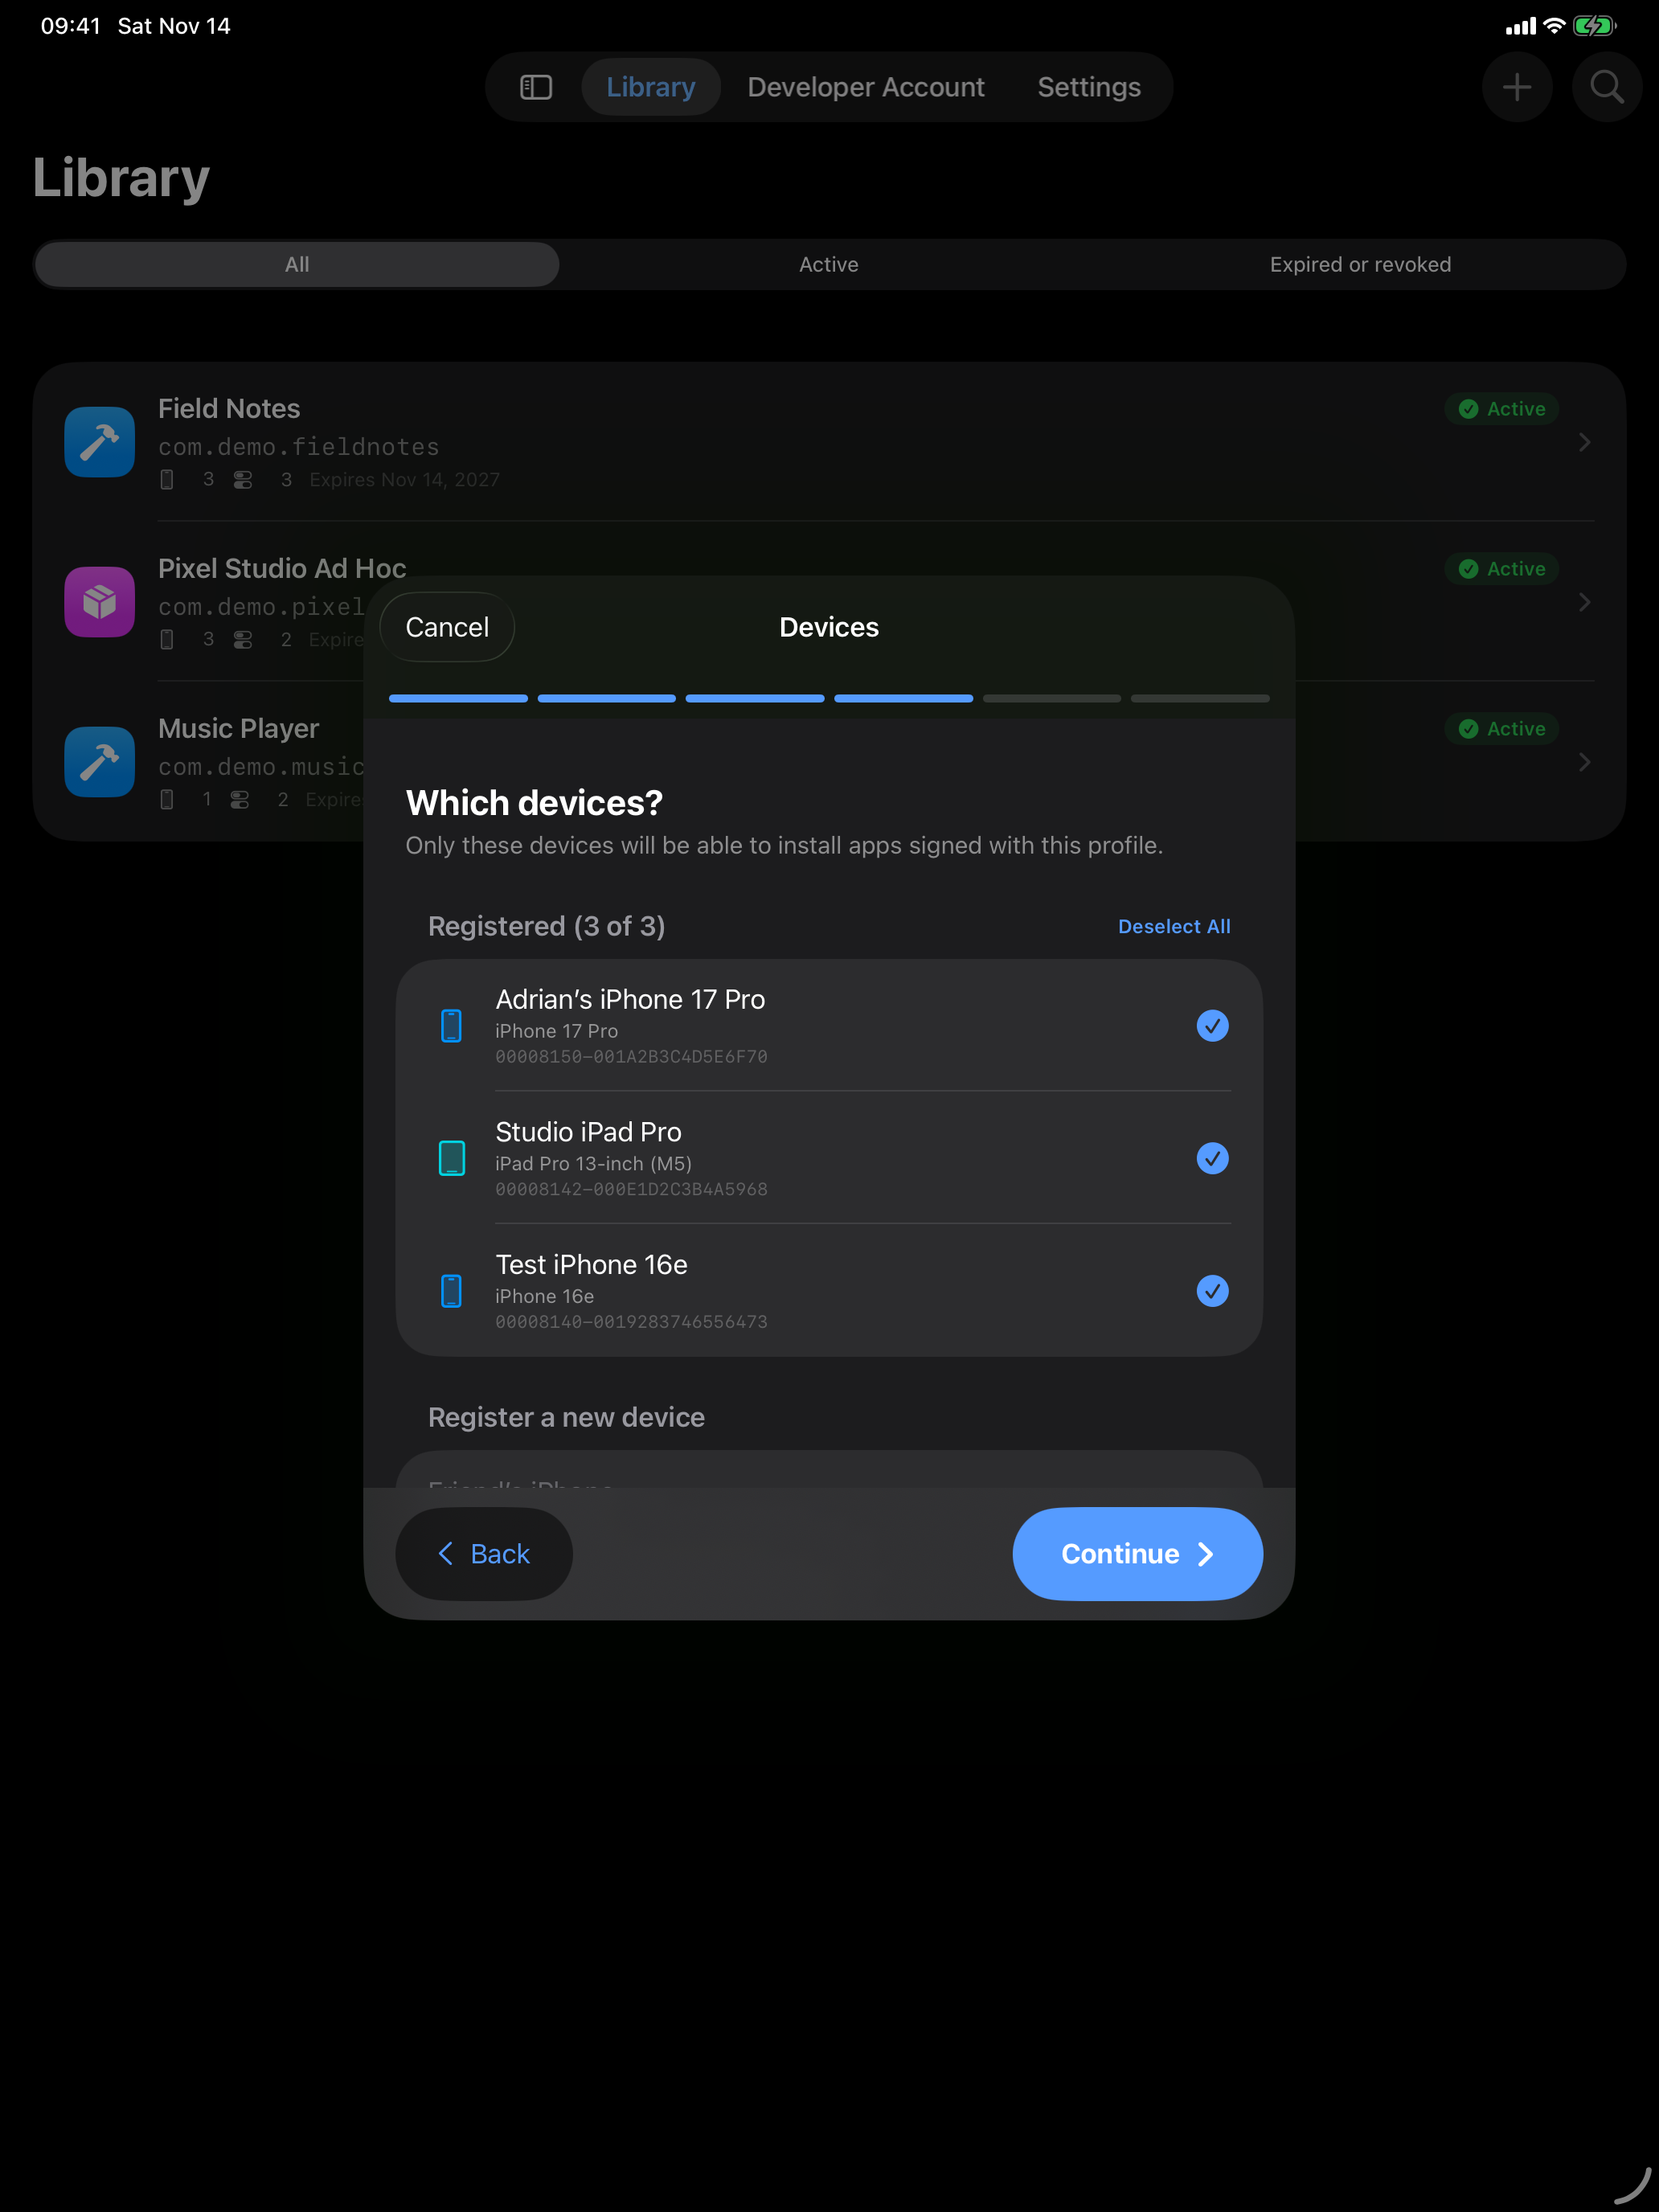 09:41 Sat Nov 14
Library Developer Account Settings
Library
All Active Expired or revoked
Field Notes
Active
com.demo.fieldnotes
3 3 Expires Nov 14, 2027
Pixel Studio Ad Hoc
Active
com.demo.pixel
3 2 Expire
Music Player
Active
com.demo.music
1 2 Expire
Cancel Devices
Which devices?
Only these devices will be able to install apps signed with this profile.
Registered (3 of 3) Deselect All
Adrian’s iPhone 17 Pro
iPhone 17 Pro
00008150-001A2B3C4D5E6F70
Studio iPad Pro
iPad Pro 13-inch (M5)
00008142-000E1D2C3B4A5968
Test iPhone 16e
iPhone 16e
00008140-0019283746556473
Register a new device
Friend’s iPhone
Back Continue